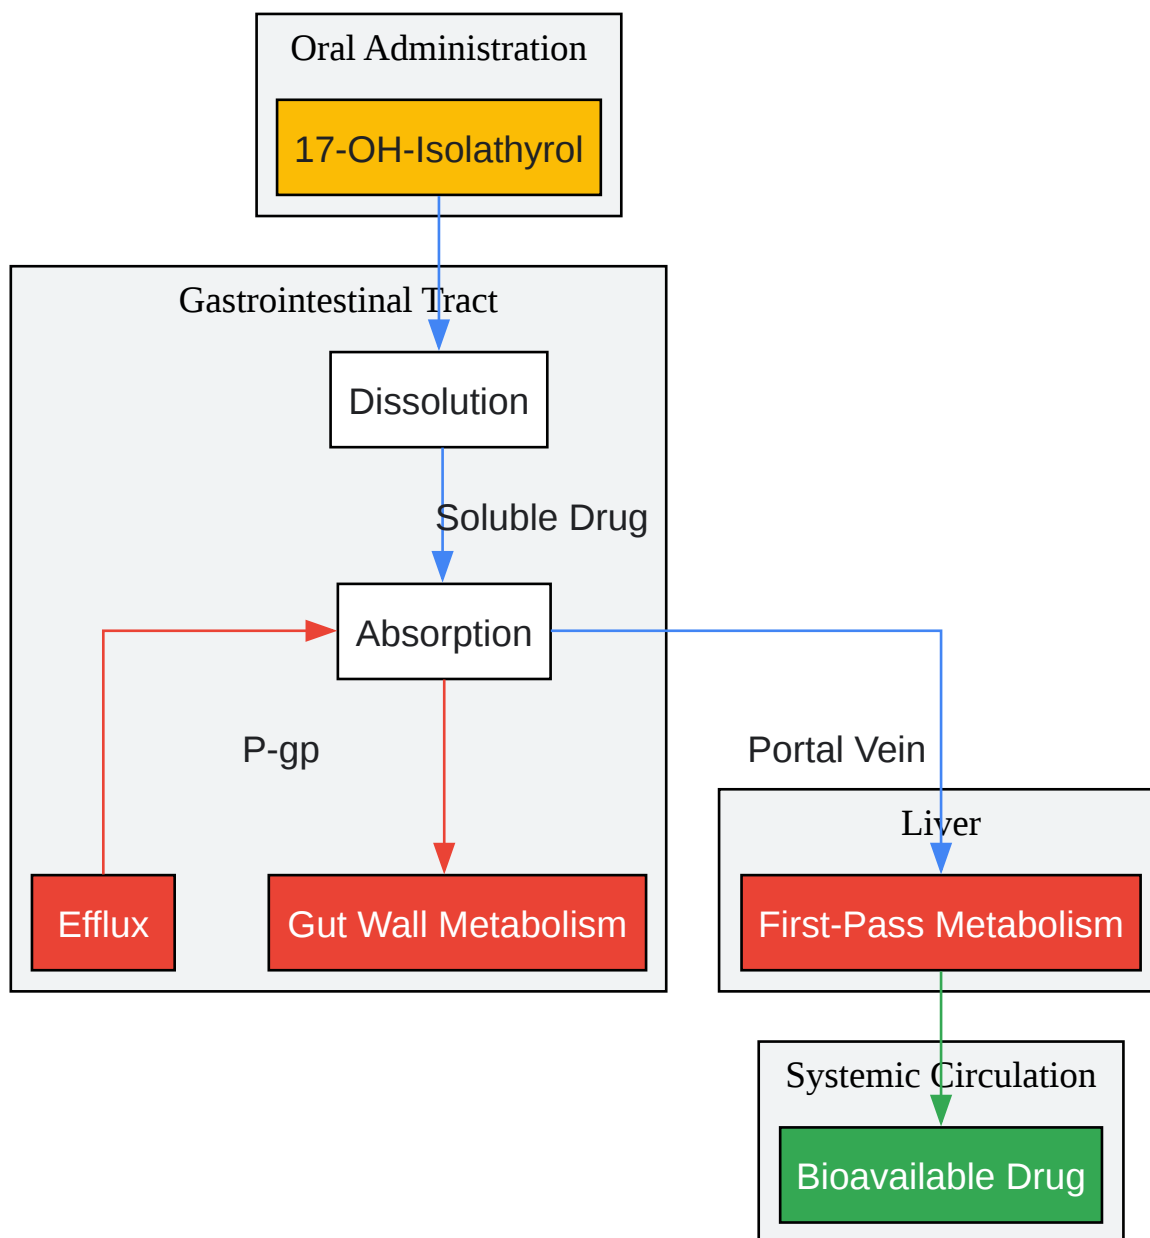 Oral Administration
17-OH-Isolathyrol
Gastrointestinal Tract
Dissolution
Soluble Drug
Absorption
P-gp
Portal Vein
Liver
Efflux
Gut Wall Metabolism
First-Pass Metabolism
Systemic Circulation
Bioavailable Drug